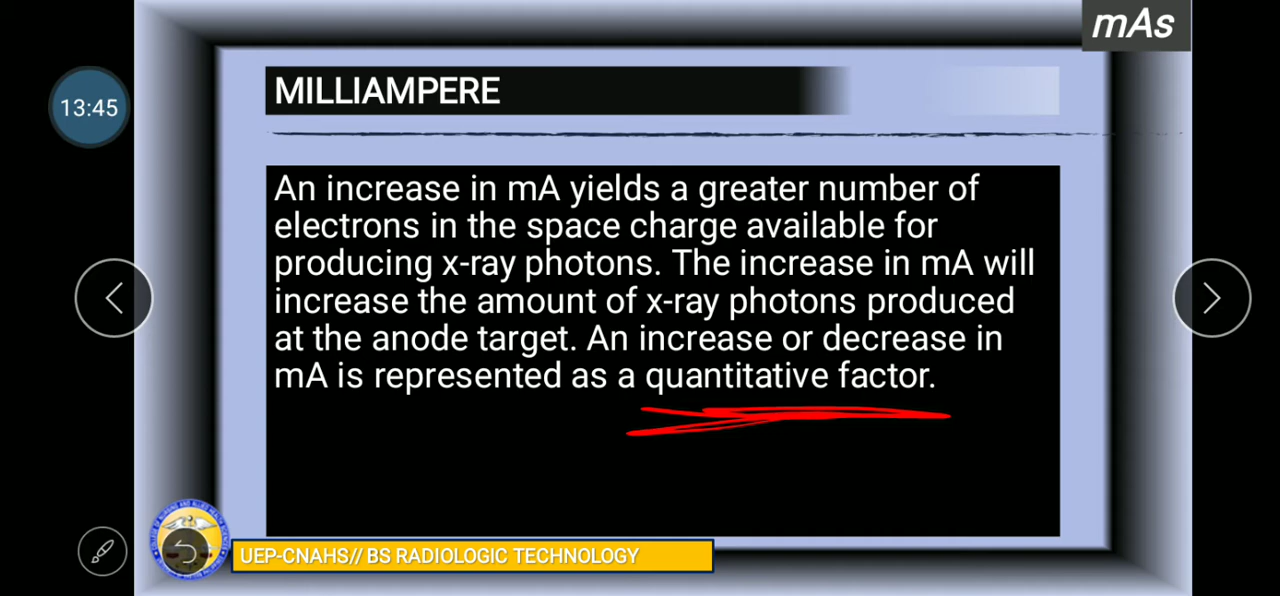 mAs
MILLIAMPERE
13:45
An increase in mA yields a greater number of
electrons in the space charge available for
producing x-ray photons. The increase in mA will
increase the amount of x-ray photons produced
at the anode target. An increase or decrease in
mA is represented as a quantitative factor.
UEP-CNAHS// BS RADIOLOGIC TECHNOLOGY